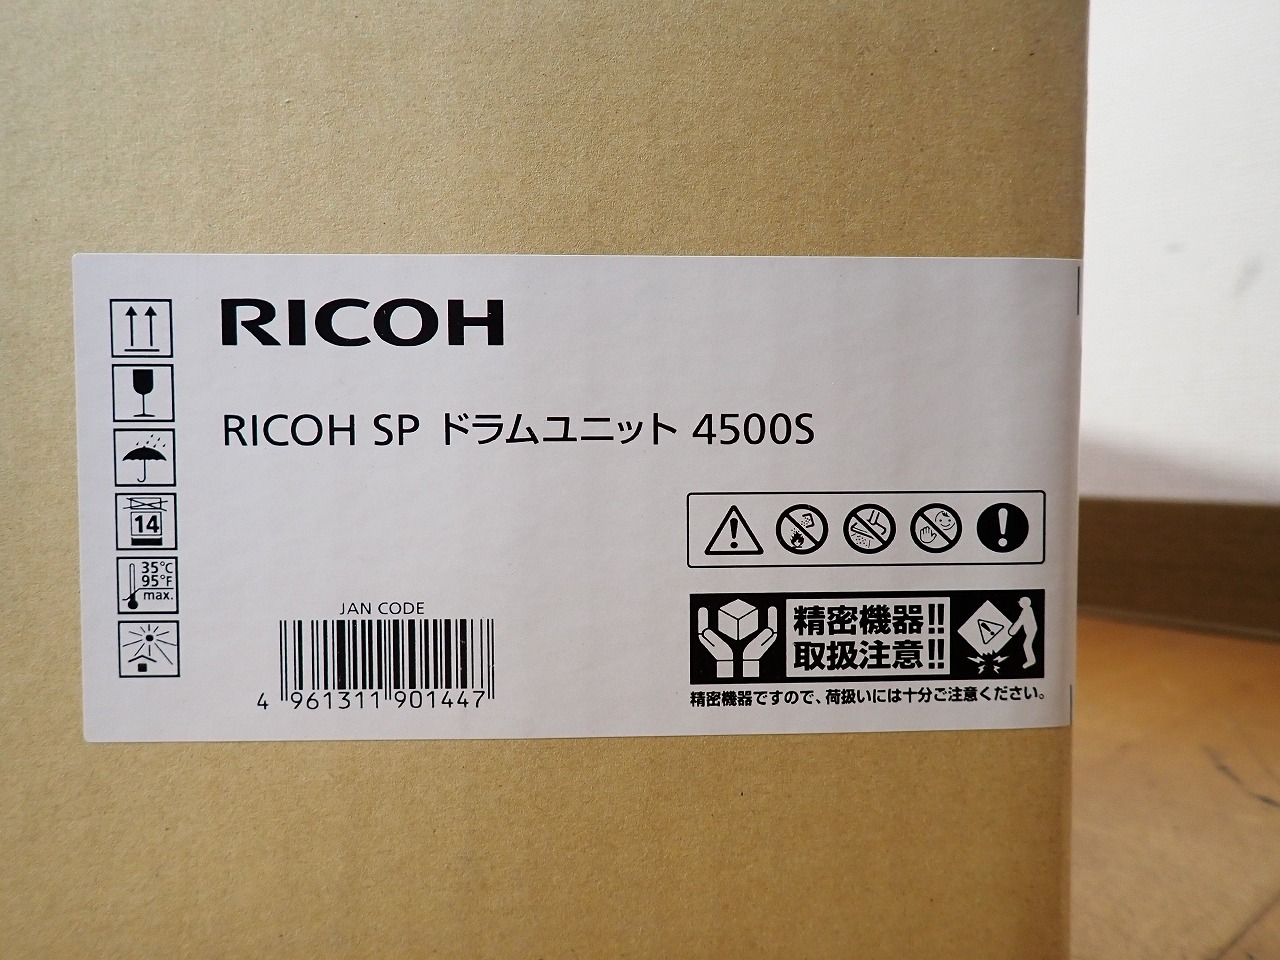 RICOH
RICOH SP ドラムユニット 4500S
14
35°C
95°F
max.
JAN CODE
4 961311 901447
精密機器!!
取扱注意!!
精密機器ですので、荷扱いには十分ご注意ください。